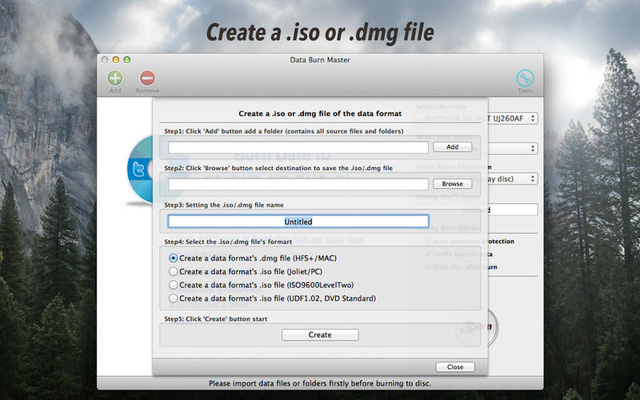 Create a .iso or .dmg file
Data Burn Master
Add
Remove
Tools
Create a .iso or .dmg file of the data format
Step1: Click 'Add' button add a folder (contains all source files and folders)
Add
UJ260AF
Step2: Click 'Browse' button select destination to save the .iso/.dmg file
Browse
disc)
Step3: Setting the .iso/.dmg file name
Untitled
Step4: Select the .iso/.dmg file's formart
Create a data format's .dmg file (HFS+/MAC)
Create a data format's .iso file (Joliet/PC)
Create a data format's .iso file (ISO9600LevelTwo)
Create a data format's .iso file (UDF1.02, DVD Standard)
Step5: Click 'Create' button start
Create
Close
Please import data files or folders firstly before burning to disc.